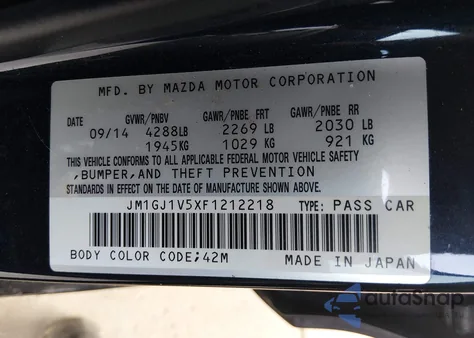 MFD. BY MAZDA MOTOR CORPORATION
DATE GVWR/PNBV GAWR/PNBE FRT GAWR/PNBE RR
09/14 4288LB 2269 LB 2030 LB
1945KG 1029 KG 921 KG
THIS VEHICLE CONFORMS TO ALL APPLICABLE FEDERAL MOTOR VEHICLE SAFETY
,BUMPER,AND THEFT PREVENTION
STANDARDS IN EFFECT ON THE DATE OF MANUFACTURE SHOWN ABOVE.
JM1GJ1V5XF1212218 TYPE: PASS CAR
BODY COLOR CODE;42M MADE IN JAPAN
autoSnap